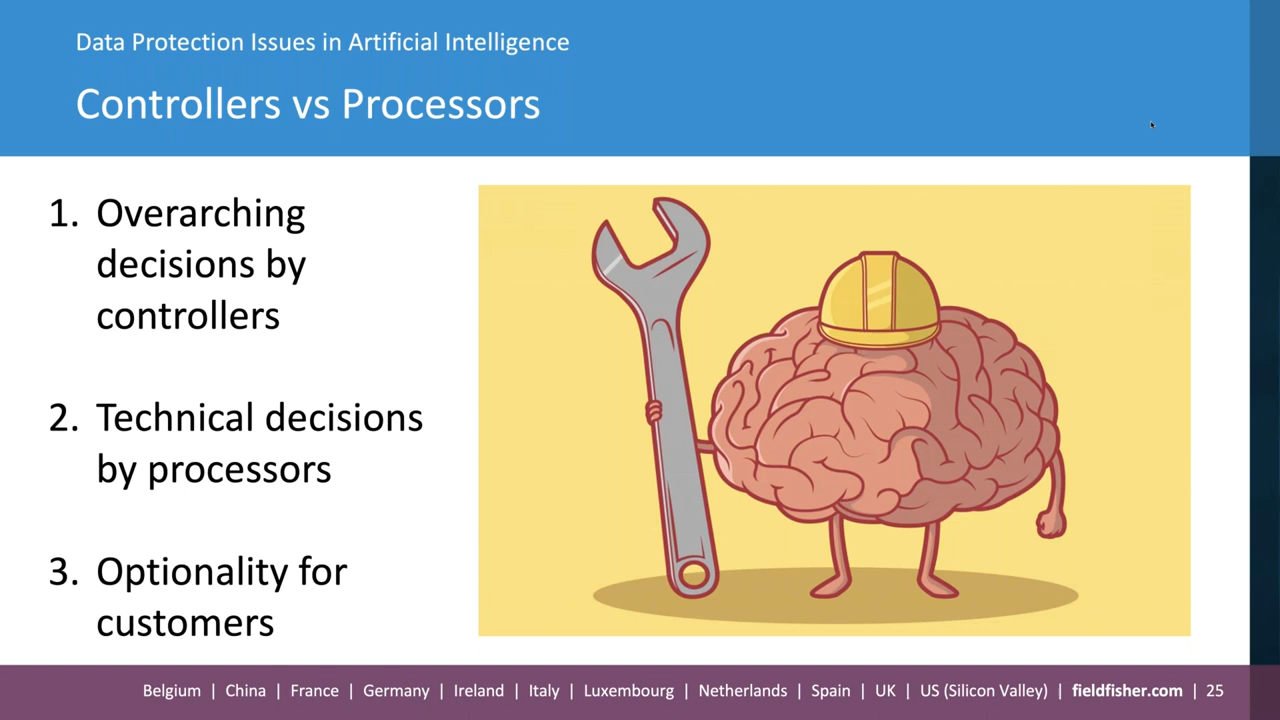 Data Protection Issues in Artificial Intelligence
Controllers vs Processors
1. Overarching
decisions by
controllers
2. Technical decisions
by processors
3. Optionality for
customers
Belgium | China | France | Germany | Ireland | Italy | Luxembourg | Netherlands | Spain | UK | US (Silicon Valley) | fieldfisher.com | 25